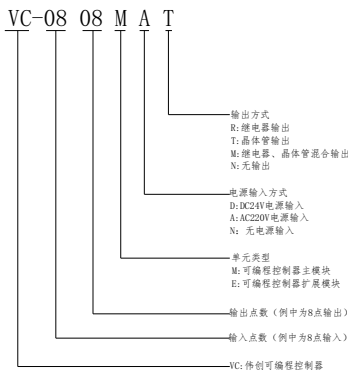 VC-08 08 M A T
输出方式
R:继电器输出
T:晶体管输出
M:继电器、晶体管混合输出
N:无输出
电源输入方式
D:DC24V电源输入
A:AC220V电源输入
N: 无电源输入
单元类型
M:可编程控制器主模块
E:可编程控制器扩展模块
输出点数（例中为8点输出）
输入点数（例中为8点输入）
VC:伟创可编程控制器